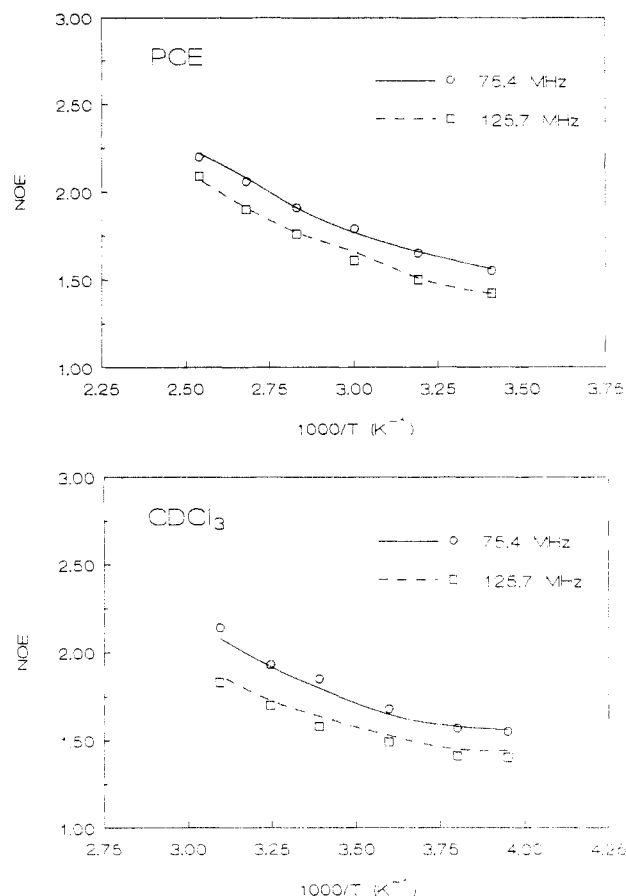 3.00
PCE
75.4 MHz
2.50
125.7 MHz
NOE
2.00
1.50
1.00
2.25 2.50 2.75 3.00 3.25 3.50 3.75
1000/T (K⁻¹)
3.00
CDCl₃
75.4 MHz
2.50
125.7 MHz
NOE
2.00
1.50
1.00
2.75 3.00 3.25 3.50 3.75 4.00 4.25
1000/T (K⁻¹)